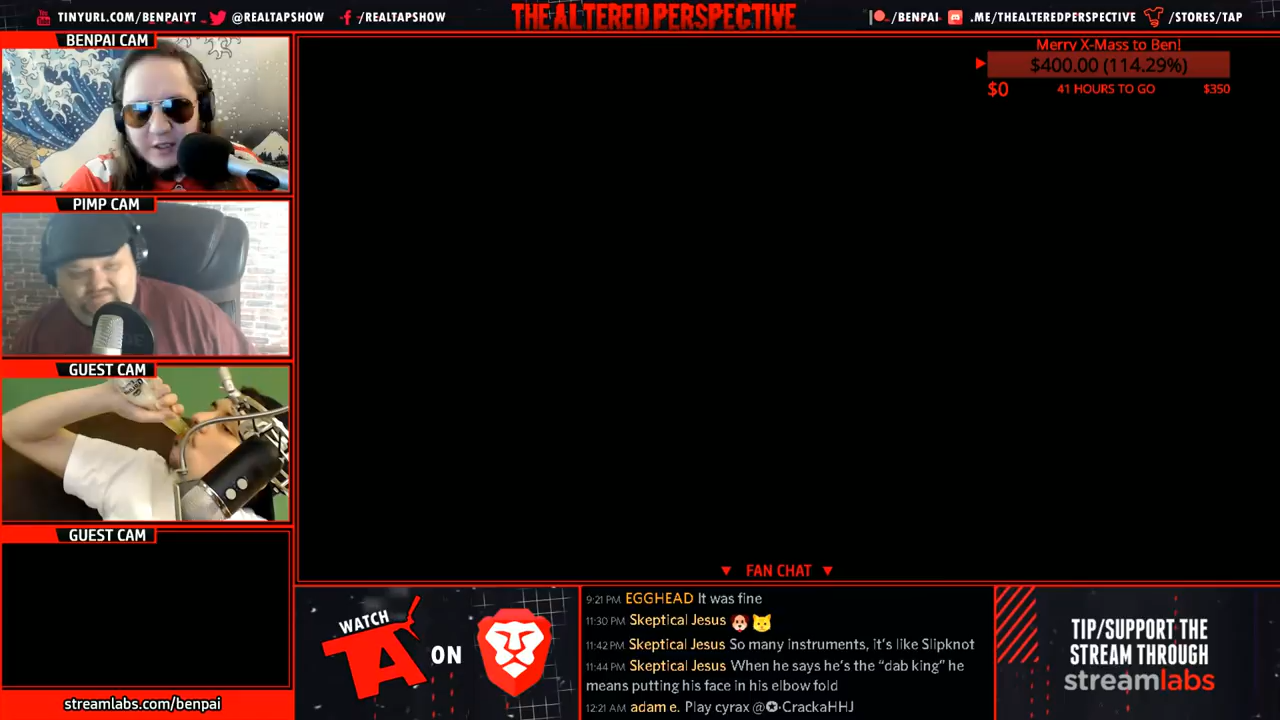 TINYURL.COM/BENPAIYT
@REALTAPSHOW
/REALTAPSHOW
THE ALTERED PERSPECTIVE
/BENPAI
.ME/THEALTEREDPERSPECTIVE
/STORES/TAP
BENPAI CAM
Merry X-Mass to Ben!
$400.00 (114.29%)
$0
41 HOURS TO GO
$350
PIMP CAM
GUEST CAM
GUEST CAM
streamlabs.com/benpai
FAN CHAT
WATCH
TA
ON
9:21 PM EGGHEAD It was fine
11:30 PM Skeptical Jesus 🐶 🐱
11:42 PM Skeptical Jesus So many instruments, it's like Slipknot
11:44 PM Skeptical Jesus When he says he's the “dab king” he
means putting his face in his elbow fold
12:21 AM adam e. Play cyrax @✪·CrackaHHJ
TIP/SUPPORT THE
STREAM THROUGH
streamlabs